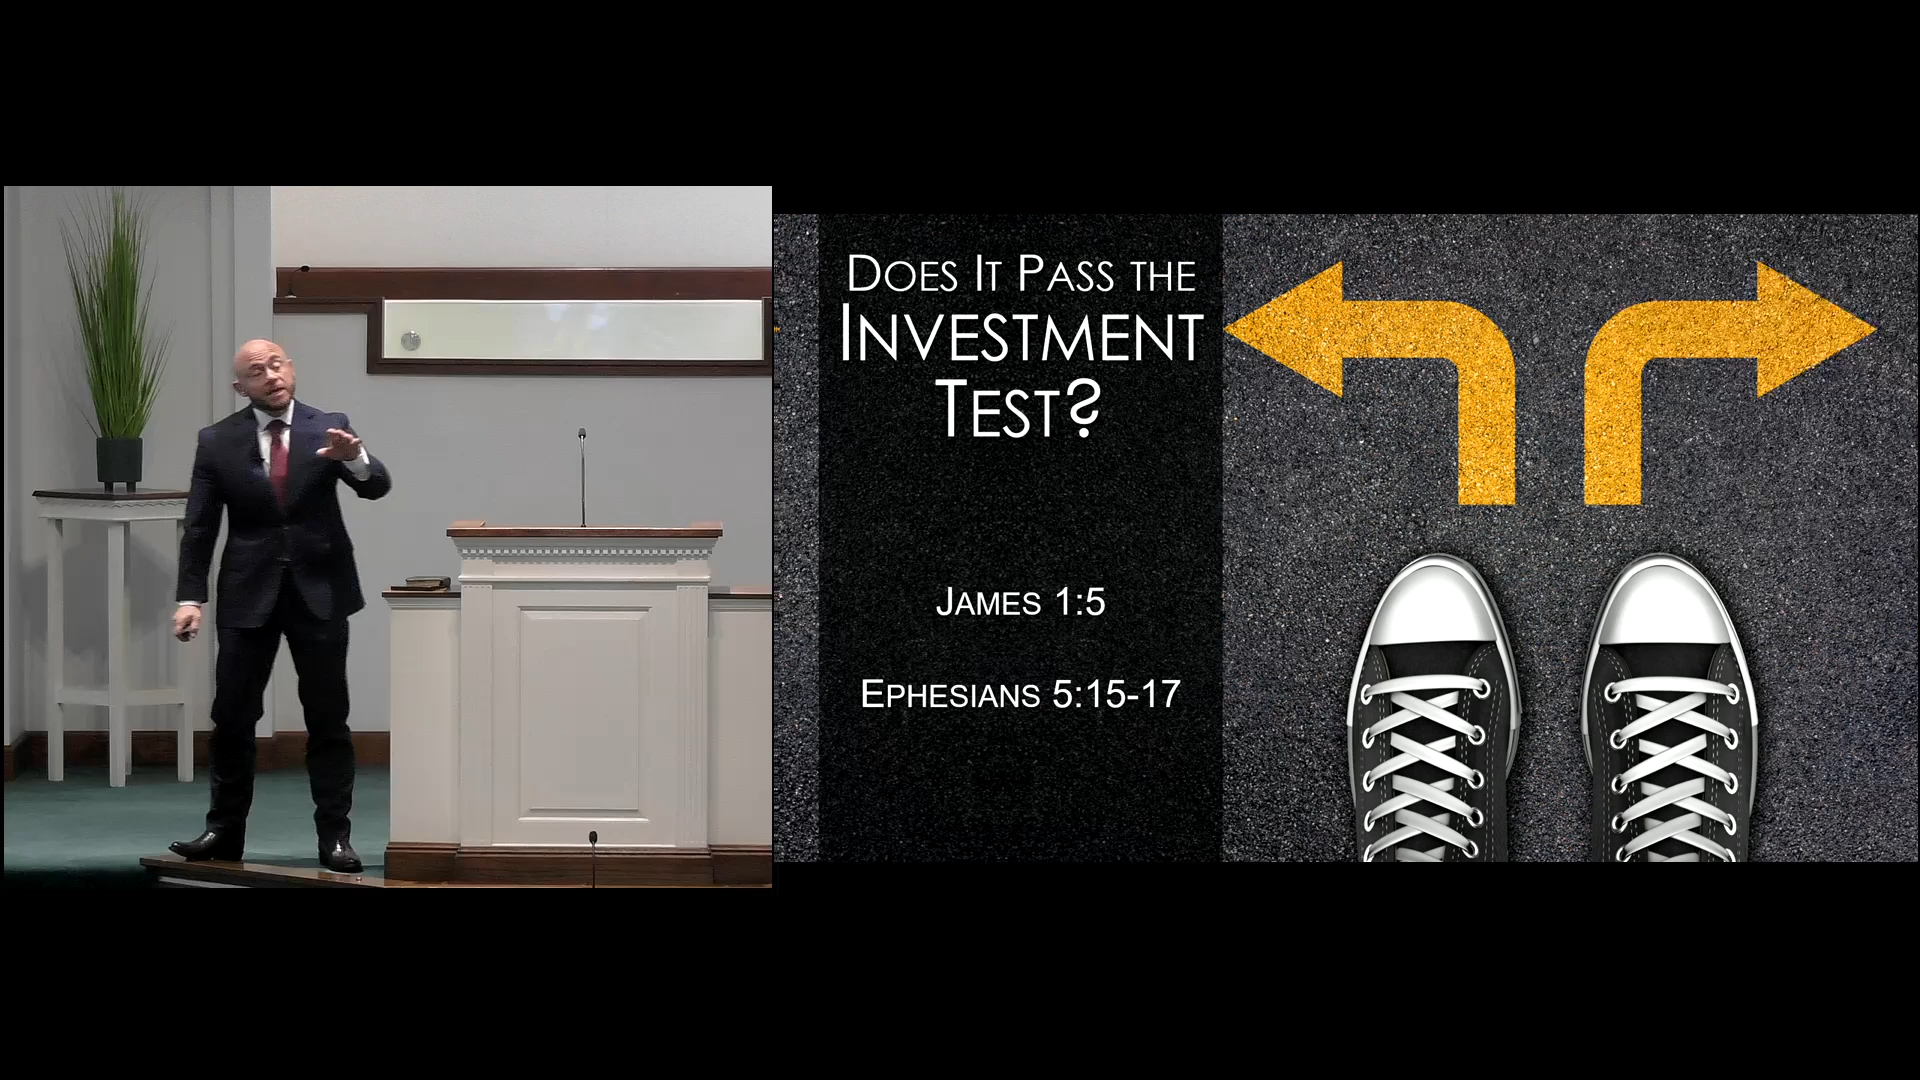 Does It Pass the
Investment
Test?
James 1:5
Ephesians 5:15-17